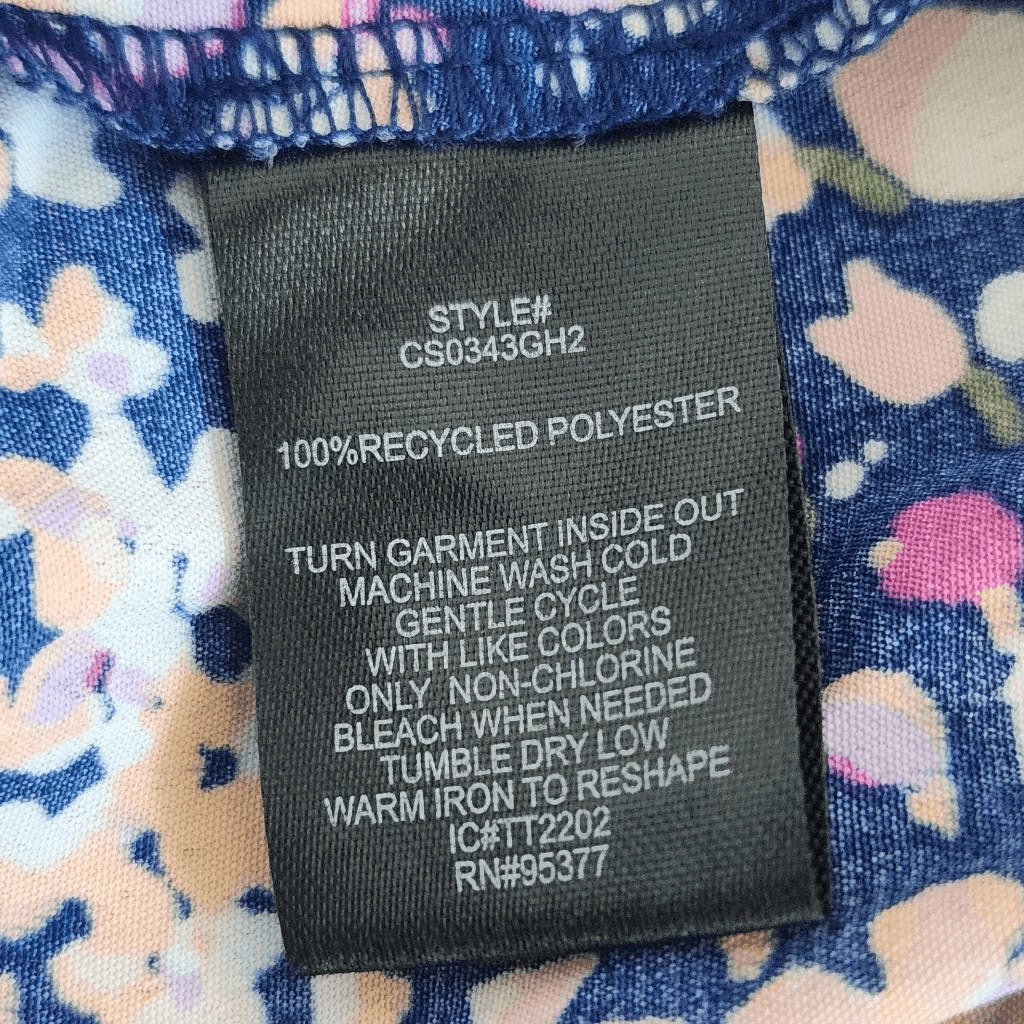 STYLE#
CS0343GH2
100%RECYCLED POLYESTER
TURN GARMENT INSIDE OUT
MACHINE WASH COLD
GENTLE CYCLE
WITH LIKE COLORS
ONLY NON-CHLORINE
BLEACH WHEN NEEDED
TUMBLE DRY LOW
WARM IRON TO RESHAPE
IC#TT2202
RN#95377